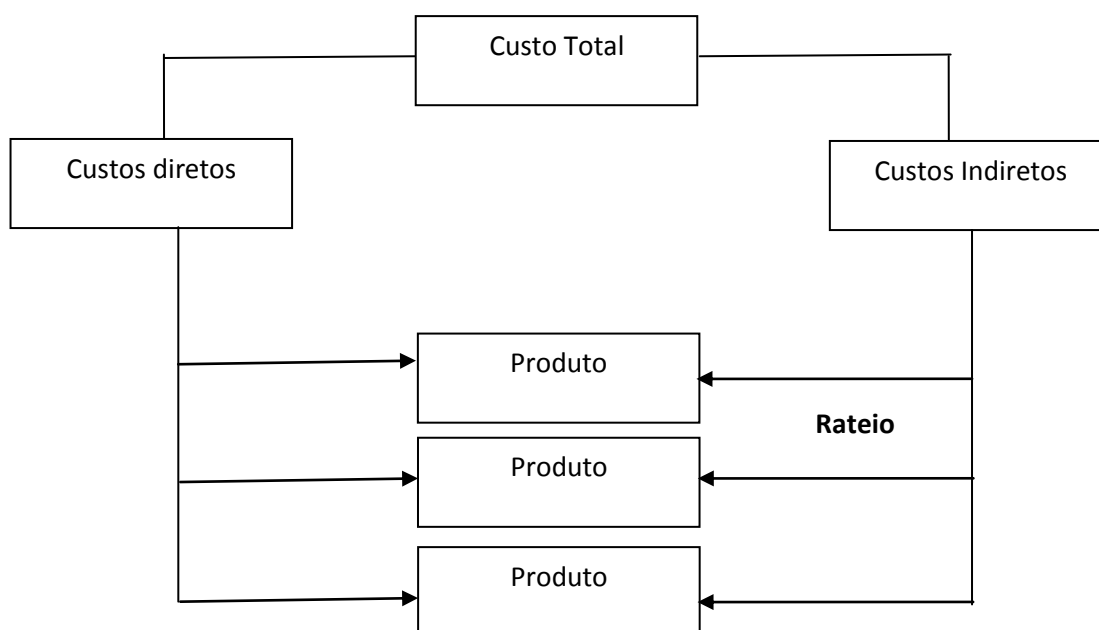 Custo Total
Custos diretos
Custos Indiretos
Produto
Rateio
Produto
Produto